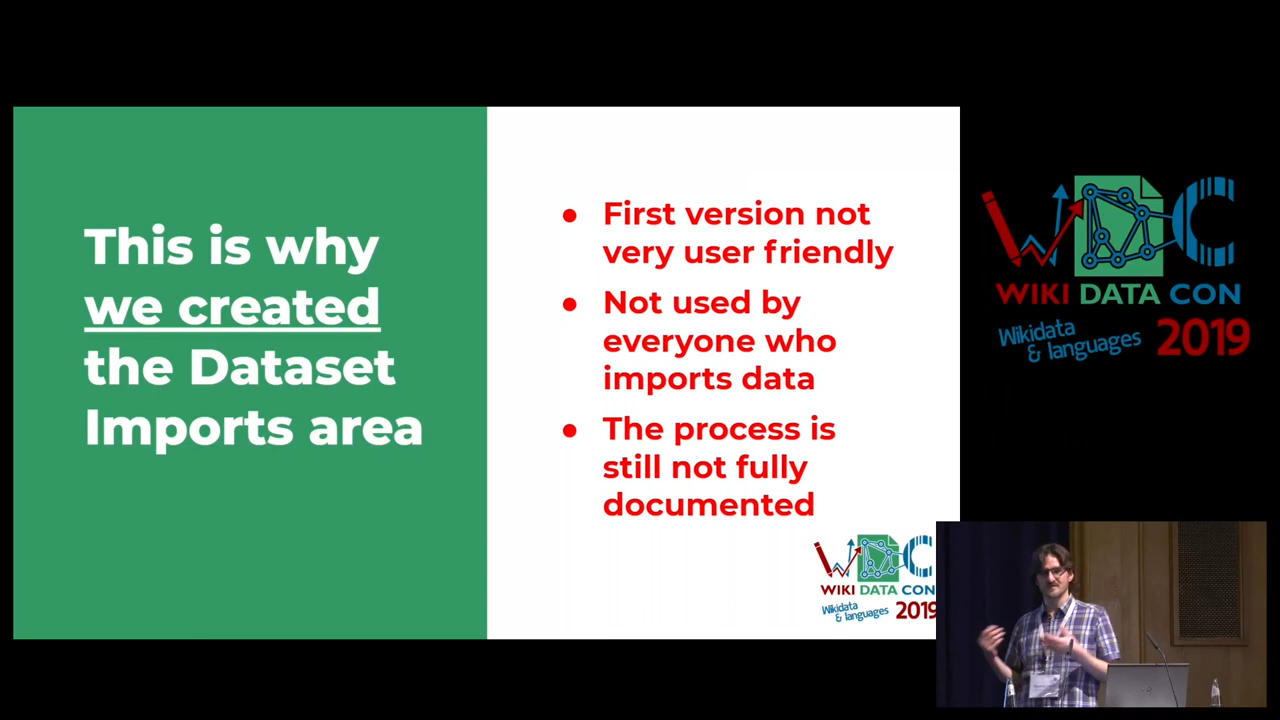 This is why
we created
the Dataset
Imports area
● First version not
very user friendly
● Not used by
everyone who
imports data
● The process is
still not fully
documented
WIKI DATA CON
Wikidata
& languages 2019
WDC
WIKI DATA CON
Wikidata
& languages 2019